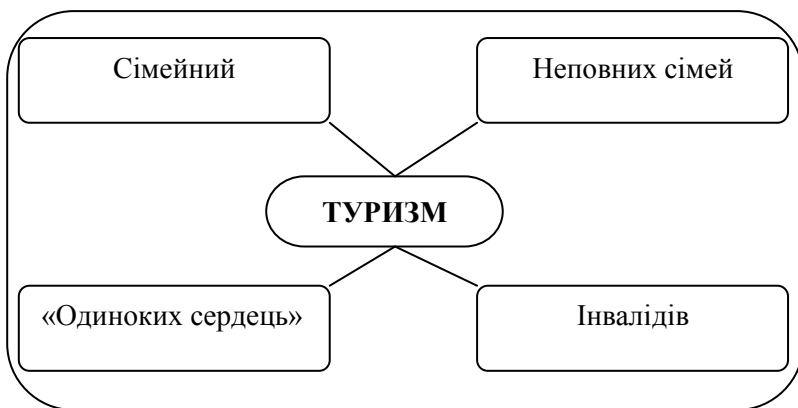 Сімейний
Неповних сімей
ТУРИЗМ
«Одиноких сердець»
Інвалідів